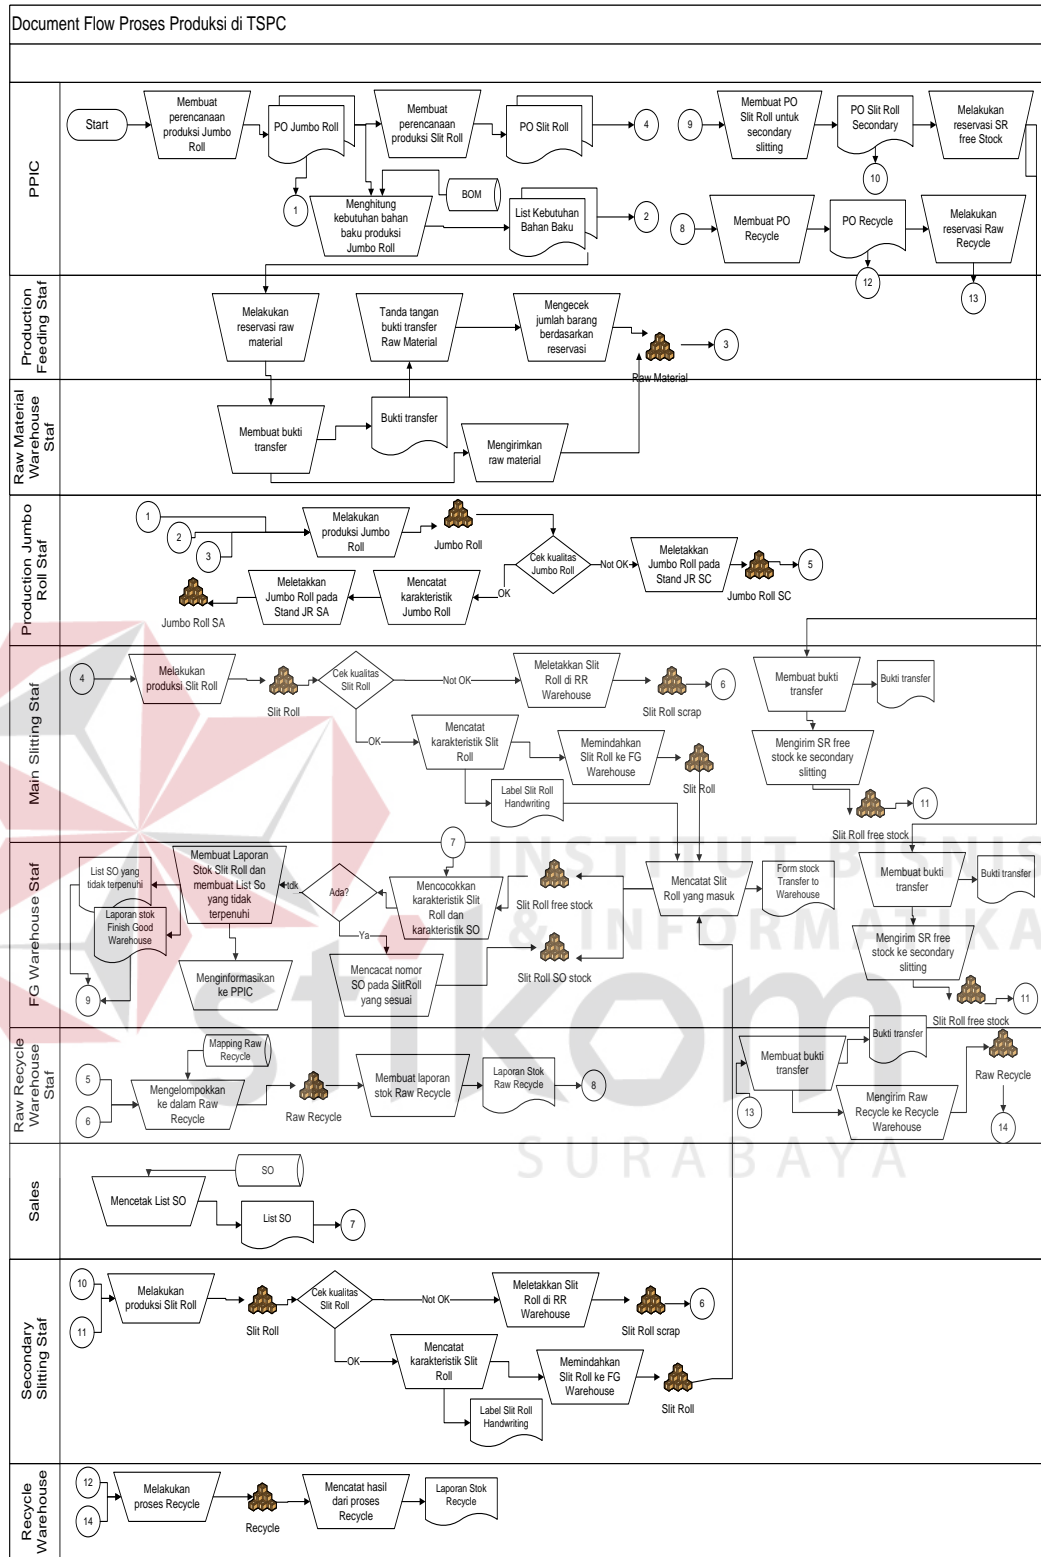 Document Flow Proses Produksi di TSPC
PPIC
Start
Membuat
perencanaan
produksi Jumbo
Roll
PO Jumbo Roll
Membuat
perencanaan
produksi Slit Roll
PO Slit Roll
4
9
Membuat PO
Slit Roll untuk
secondary
slitting
PO Slit Roll
Secondary
Melakukan
reservasi SR
free Stock
1
10
Menghitung
kebutuhan bahan
baku produksi
Jumbo Roll
BOM
List Kebutuhan
Bahan Baku
2
8
Membuat PO
Recycle
PO Recycle
Melakukan
reservasi Raw
Recycle
12
13
Production
Feeding Staf
Melakukan
reservasi raw
material
Tanda tangan
bukti transfer
Raw Material
Mengecek
jumlah barang
berdasarkan
reservasi
Raw Material
3
Raw Material
Warehouse
Staf
Membuat bukti
transfer
Bukti transfer
Mengirimkan
raw material
Production Jumbo
Roll Staf
1
2
3
Melakukan
produksi Jumbo
Roll
Jumbo Roll
Cek kualitas
Jumbo Roll
Not OK
Meletakkan
Jumbo Roll pada
Stand JR SC
Jumbo Roll SC
5
OK
Mencatat
karakteristik
Jumbo Roll
Meletakkan
Jumbo Roll pada
Stand JR SA
Jumbo Roll SA
Main Slitting Staf
4
Melakukan
produksi Slit Roll
Slit Roll
Cek kualitas
Slit Roll
Not OK
Meletakkan Slit
Roll di RR
Warehouse
Slit Roll scrap
6
Membuat bukti
transfer
Bukti transfer
OK
Mencatat
karakteristik Slit
Roll
Memindahkan
Slit Roll ke FG
Warehouse
Slit Roll
Mengirim SR free
stock ke secondary
slitting
Label Slit Roll
Handwriting
11
Slit Roll free stock
FG Warehouse Staf
7
List SO yang
tidak terpenuhi
Laporan stok
Finish Good
Warehouse
Membuat Laporan
Stok Slit Roll dan
membuat List So
yang tidak
terpenuhi
tdk
Ada?
Ya
Mencocokkan
karakteristik Slit
Roll dan
karakteristik SO
Slit Roll free stock
Mencatat Slit
Roll yang masuk
Form stock
Transfer to
Warehouse
Membuat bukti
transfer
Bukti transfer
9
Menginformasikan
ke PPIC
Mencacat nomor
SO pada SlitRoll
yang sesuai
Slit Roll SO stock
Mengirim SR free
stock ke secondary
slitting
11
Slit Roll free stock
Raw Recycle
Warehouse
Staf
5
6
Mapping Raw
Recycle
Mengelompokkan
ke dalam Raw
Recycle
Raw Recycle
Membuat laporan
stok Raw Recycle
Laporan Stok
Raw Recycle
8
13
Membuat bukti
transfer
Bukti transfer
Mengirim Raw
Recycle ke Recycle
Warehouse
Raw Recycle
14
Sales
SO
Mencetak List SO
List SO
7
Secondary
Slitting Staf
10
11
Melakukan
produksi Slit Roll
Slit Roll
Cek kualitas
Slit Roll
Not OK
Meletakkan Slit
Roll di RR
Warehouse
Slit Roll scrap
6
OK
Mencatat
karakteristik Slit
Roll
Memindahkan
Slit Roll ke FG
Warehouse
Slit Roll
Label Slit Roll
Handwriting
Recycle
Warehouse
12
14
Melakukan
proses Recycle
Recycle
Mencatat hasil
dari proses
Recycle
Laporan Stok
Recycle
INSTITUT BISNIS
& INFORMATIKA
stikom
SURABAYA